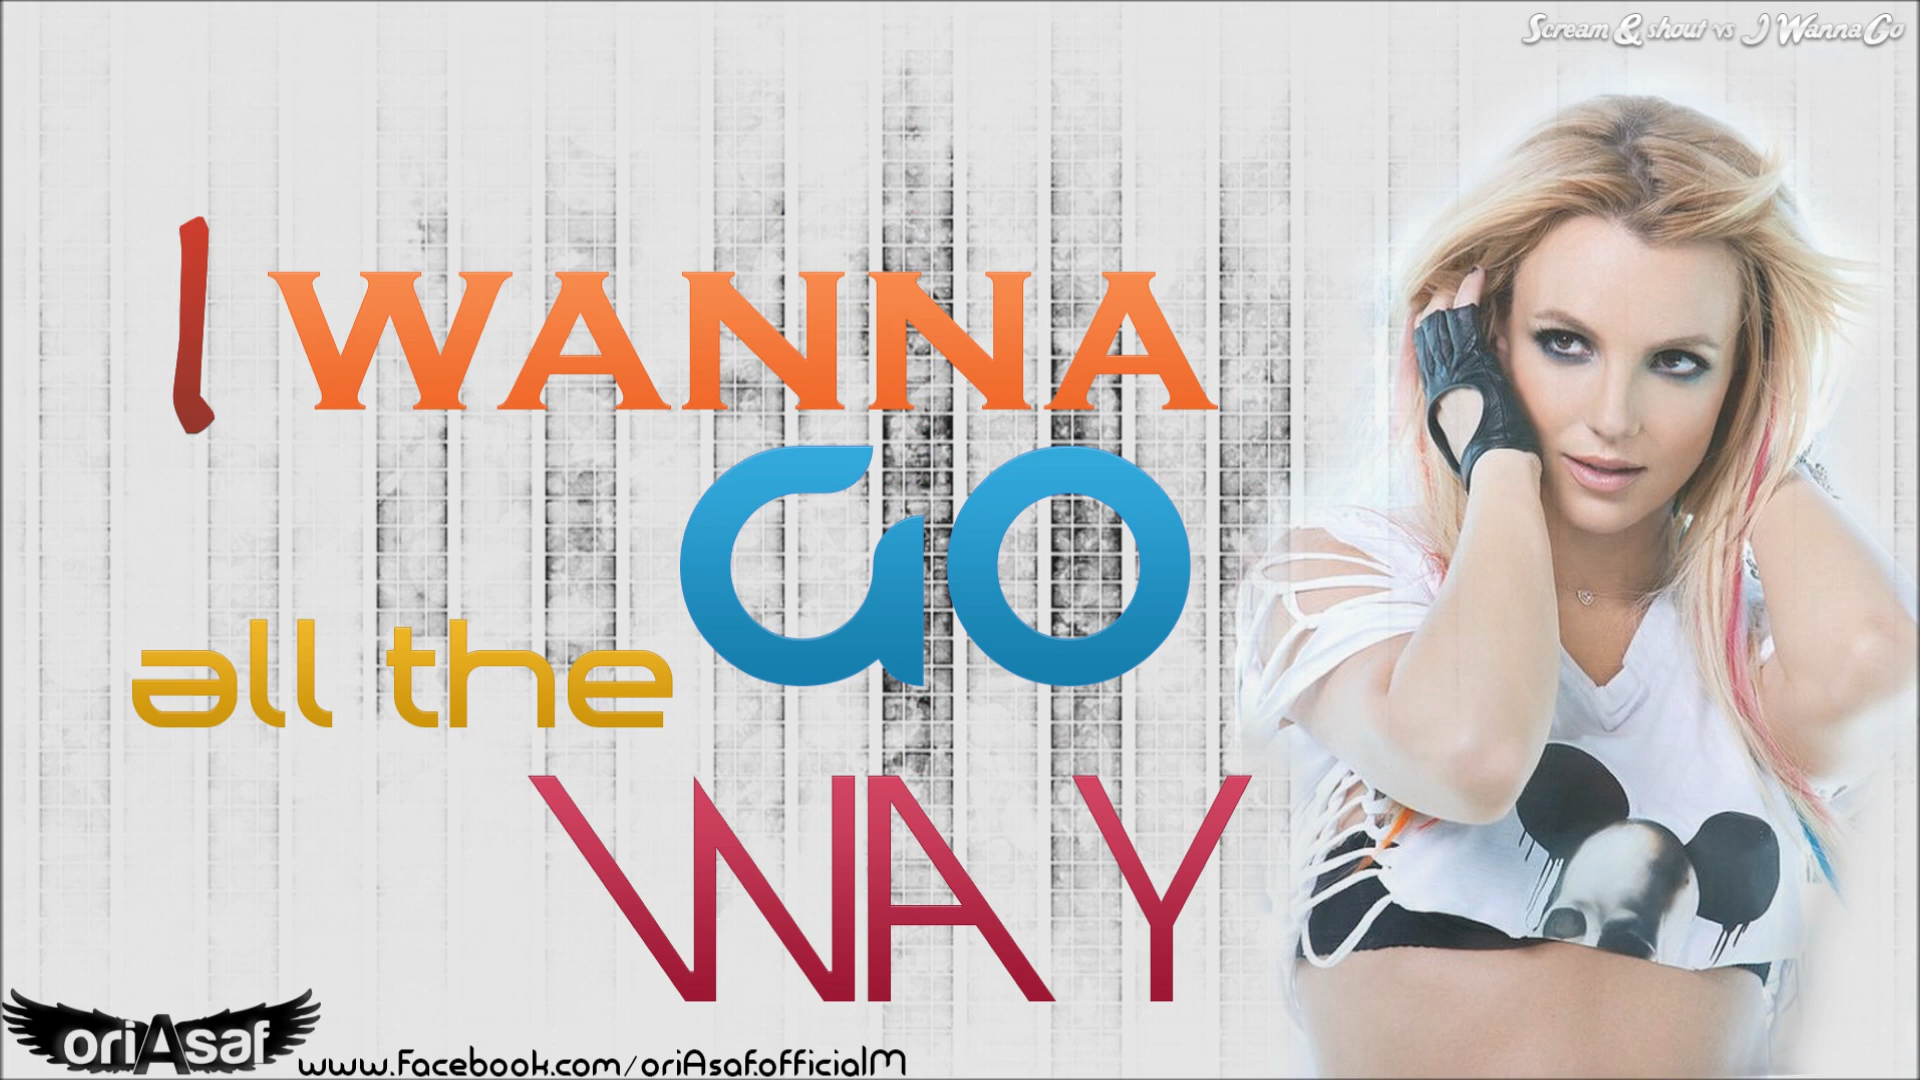 Scream & shout vs I Wanna Go
I WANNA
GO
all the
WAY
oriAsaf
www.Facebook.com/oriAsaf.officialM